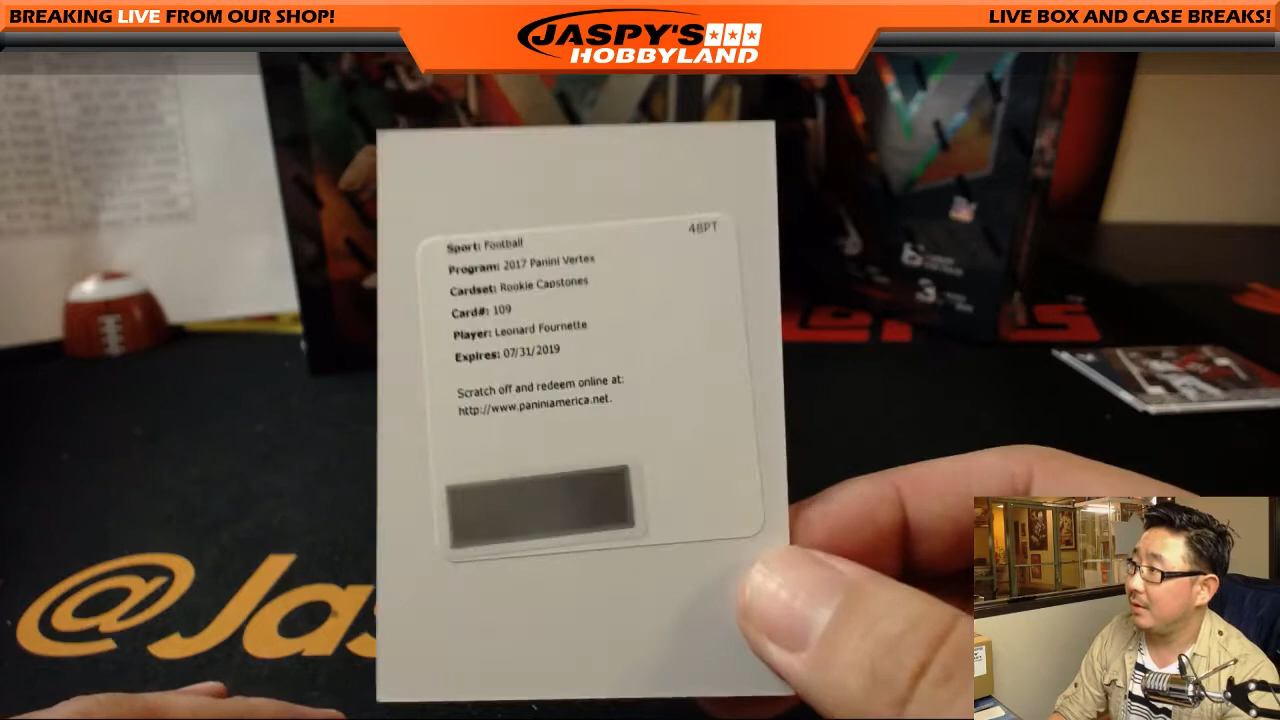 BREAKING LIVE FROM OUR SHOP!
JASPY'S
HOBBYLAND
LIVE BOX AND CASE BREAKS!
48PT
Sport: Football
Program: 2017 Panini Vertex
Cardset: Rookie Capstones
Card#: 109
Player: Leonard Fournette
Expires: 07/31/2019
Scratch off and redeem online at:
http://www.paniniamerica.net.
6
3
@Jas